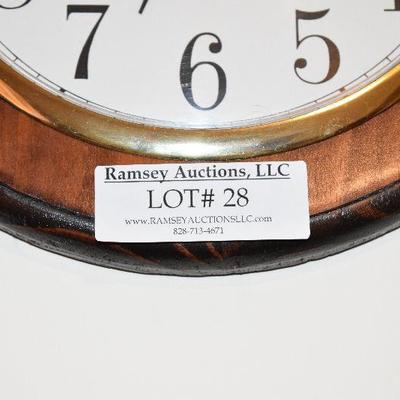 7 6 5
Ramsey Auctions, LLC
LOT# 28
WWW.RAMSEYAUCTIONSLLC.com
828-713-4671